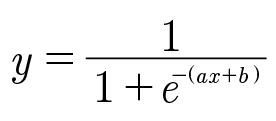 y = 1 / (1 + e^{-(ax+b)})